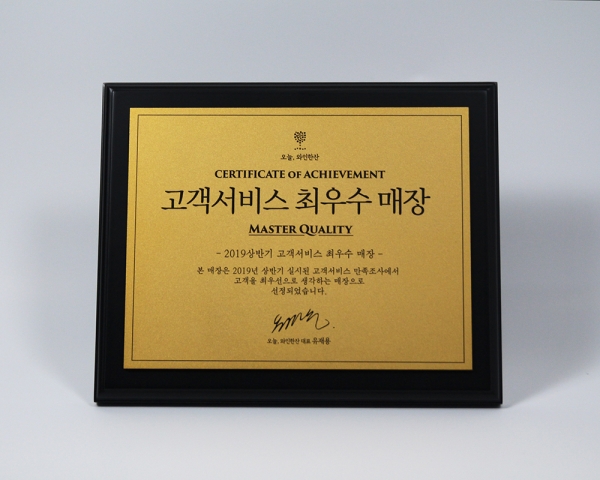 오늘, 와인한잔
CERTIFICATE OF ACHIEVEMENT
고객서비스 최우수 매장
MASTER QUALITY
- 2019상반기 고객서비스 최우수 매장 -
본 매장은 2019년 상반기 실시된 고객서비스 만족조사에서
고객을 최우선으로 생각하는 매장으로
선정되었습니다.
오늘, 와인한잔 대표 유재용